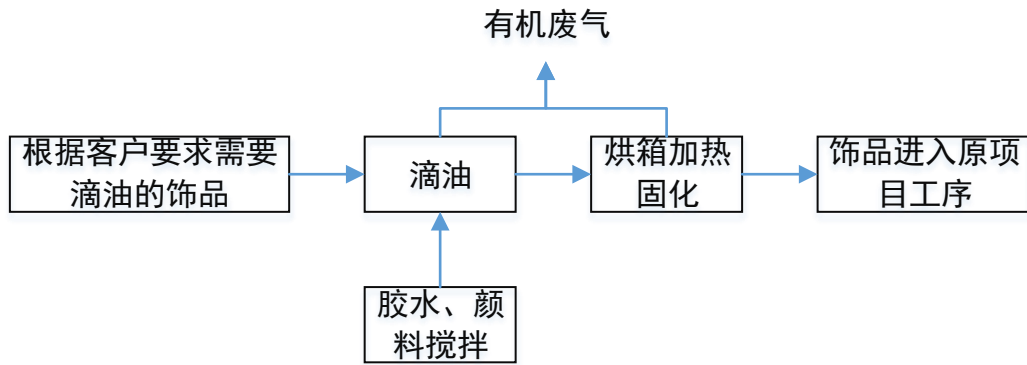 有机废气
根据客户要求需要
滴油的饰品
滴油
烘箱加热
固化
饰品进入原项
目工序
胶水、颜
料搅拌